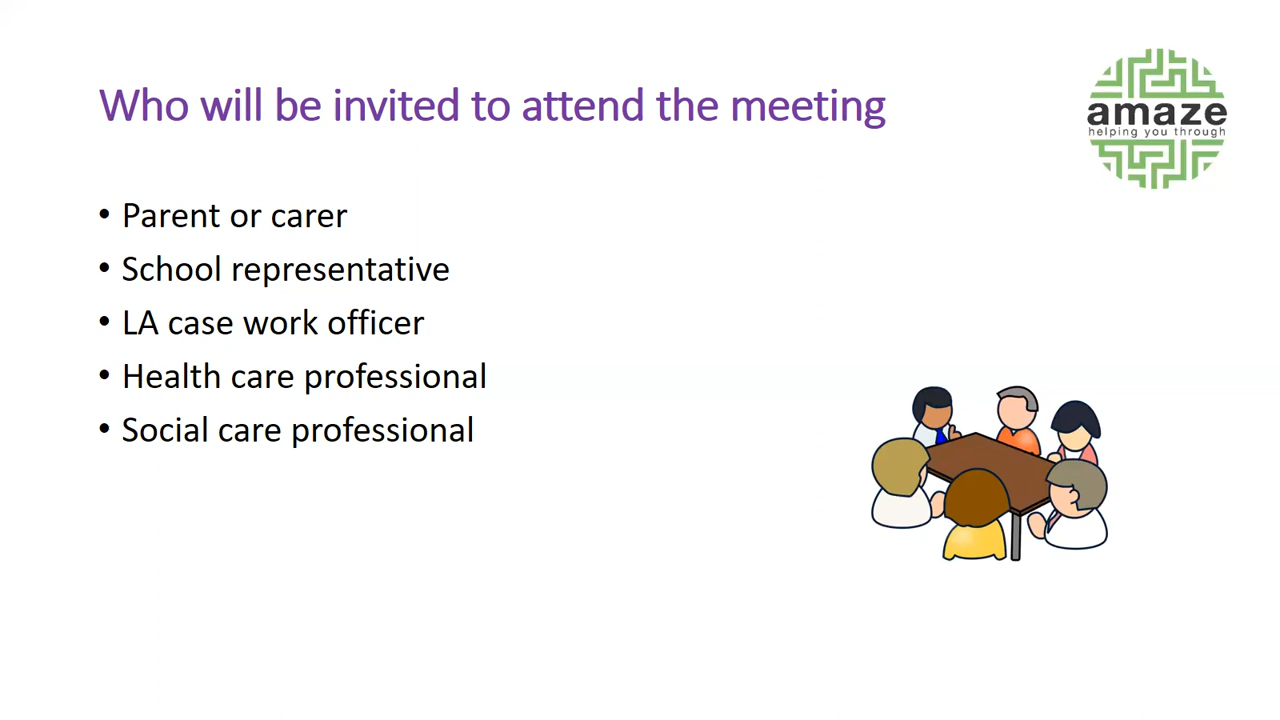 Who will be invited to attend the meeting
amaze
helping you through
• Parent or carer
• School representative
• LA case work officer
• Health care professional
• Social care professional